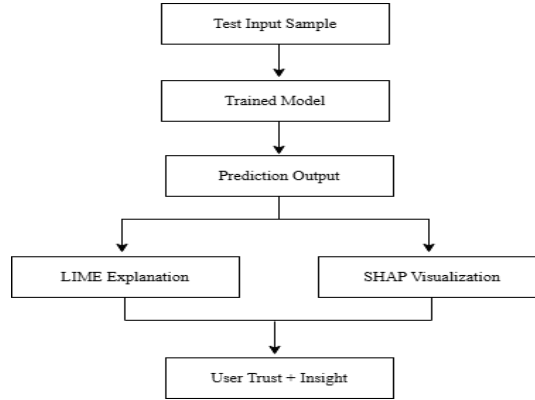 Test Input Sample
Trained Model
Prediction Output
LIME Explanation
SHAP Visualization
User Trust + Insight